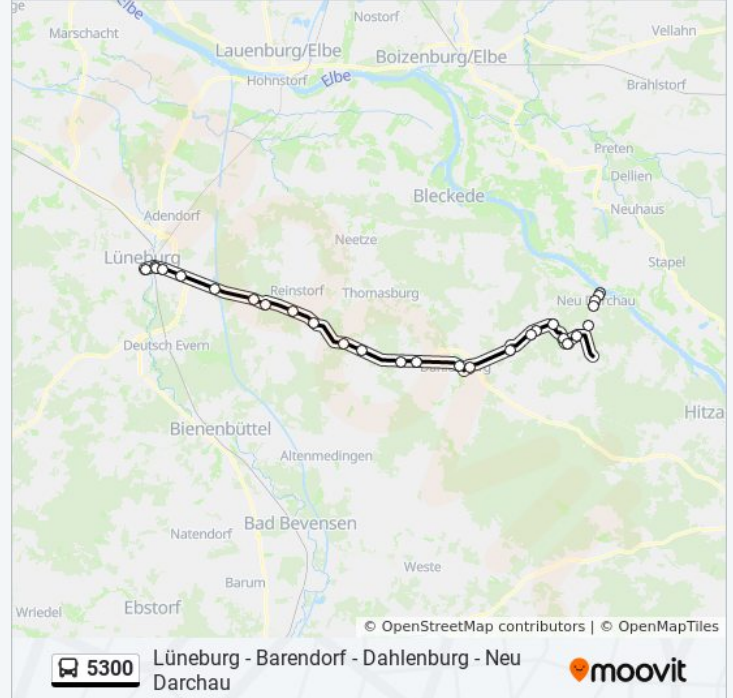 Elbe
Nostorf
Marschacht
Vellahn
Lauenburg/Elbe
Boizenburg/Elbe
Hohnstorf
Elbe
Brahlstorf
Preten
Dellien
Bleckede
Neuhaus
Adendorf
Neetze
Lüneburg
Stapel
Reinstorf
Thomasburg
Neu Darchau
Deutsch Evern
Hitza
Bienenbüttel
Altenmedingen
Bad Bevensen
Natendorf
Weste
Barum
Ebstorf
Wriedel
© OpenStreetMap contributors | © OpenMapTiles
5300
Lüneburg - Barendorf - Dahlenburg - Neu
Darchau
moovit